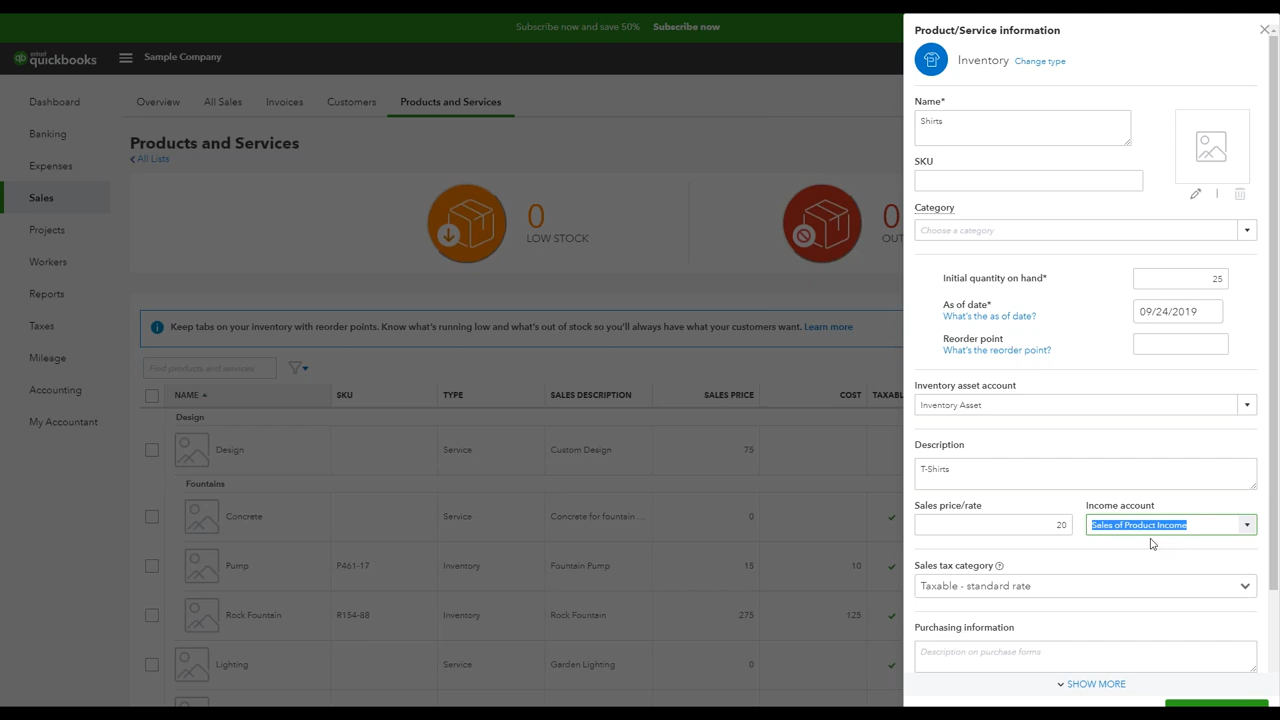 Subscribe now and save 50% Subscribe now
intuit quickbooks
Sample Company
Dashboard
Banking
Expenses
Sales
Projects
Workers
Reports
Taxes
Mileage
Accounting
My Accountant
Overview All Sales Invoices Customers Products and Services
Products and Services
All Lists
0
LOW STOCK
0
OUT
Keep tabs on your inventory with reorder points. Know what's running low and what's out of stock so you'll always have what your customers want. Learn more
Find products and services
NAME SKU TYPE SALES DESCRIPTION SALES PRICE COST TAXABL
Design
Design Service Custom Design 75
Fountains
Concrete Service Concrete for fountain ... 0
Pump P461-17 Inventory Fountain Pump 15 10
Rock Fountain R154-88 Inventory Rock Fountain 275 125
Lighting Service Garden Lighting 0
Product/Service information
Inventory Change type
Name*
Shirts
SKU
Category
Choose a category
Initial quantity on hand* 25
As of date* 09/24/2019
What's the as of date?
Reorder point
What's the reorder point?
Inventory asset account
Inventory Asset
Description
T-Shirts
Sales price/rate Income account
20 Sales of Product Income
Sales tax category
Taxable - standard rate
Purchasing information
Description on purchase forms
SHOW MORE